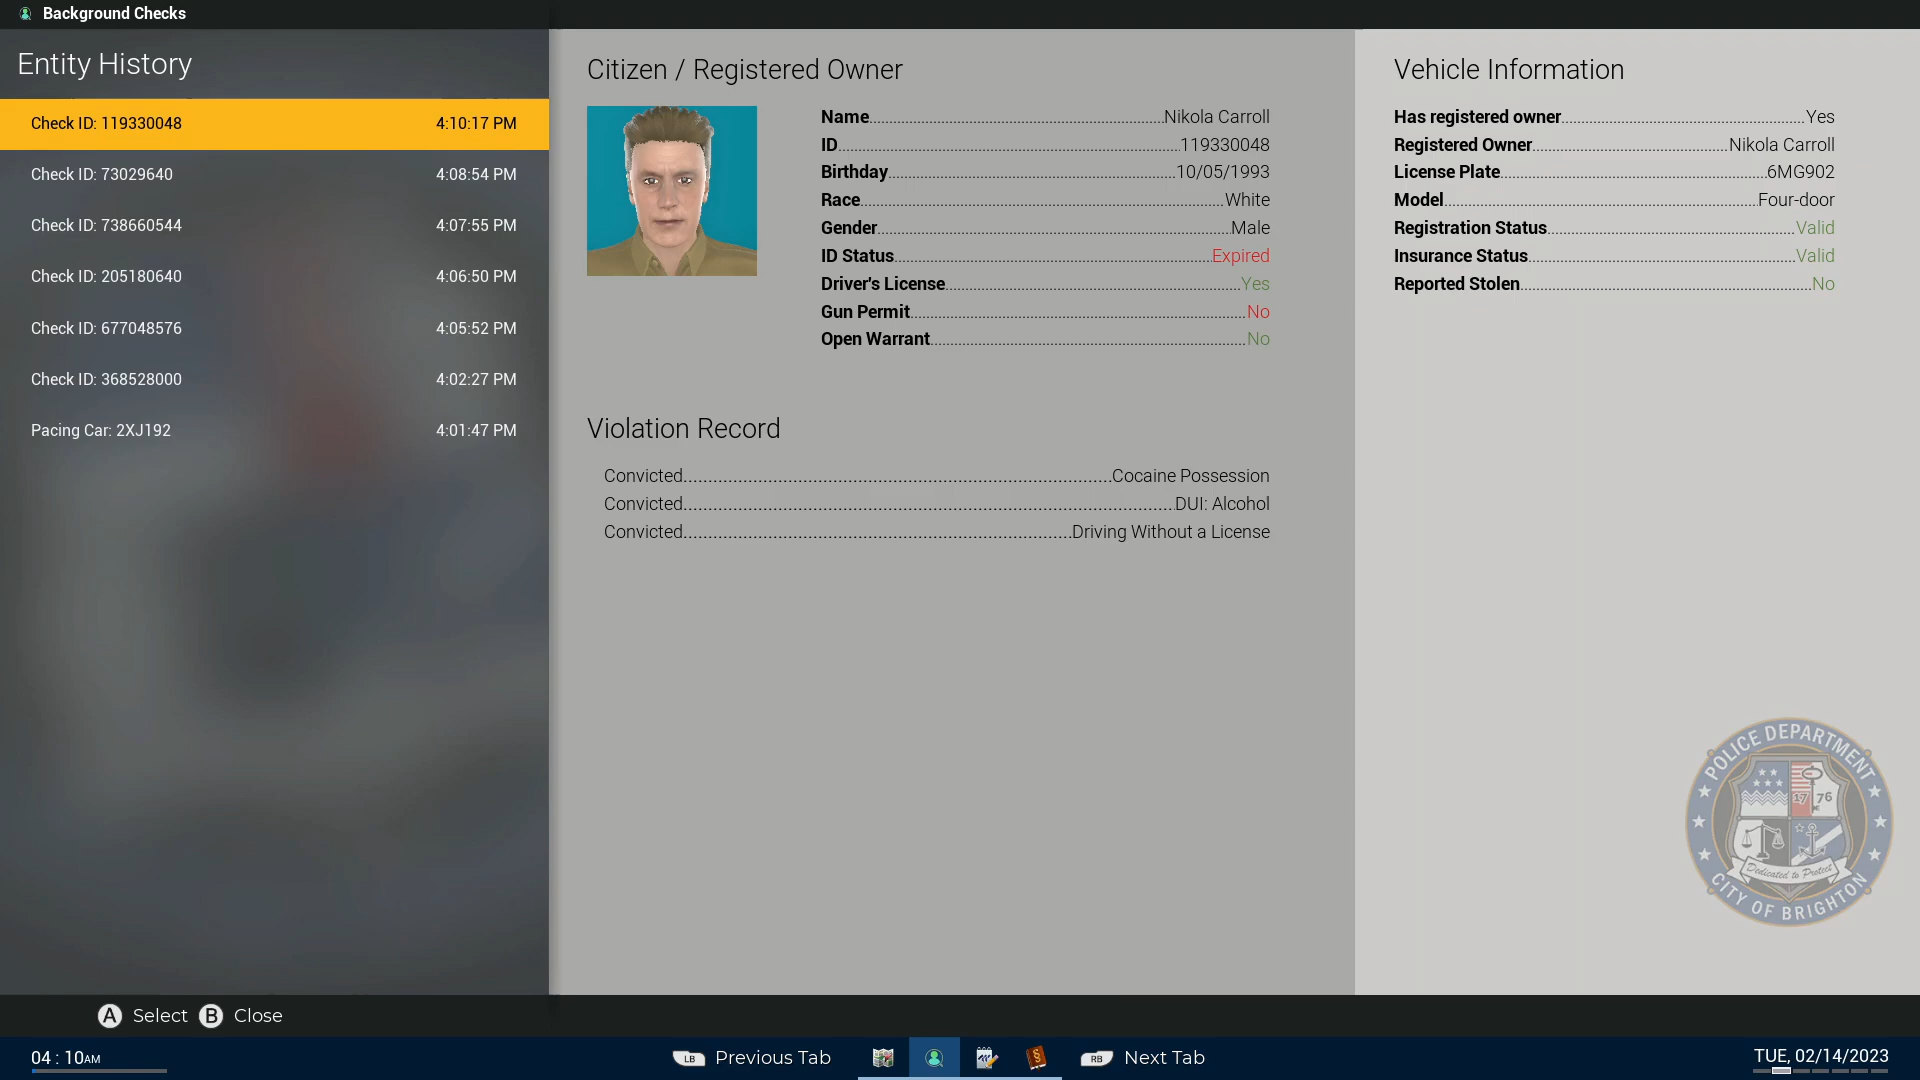 Background Checks
Entity History
Check ID: 119330048 4:10:17 PM
Check ID: 73029640 4:08:54 PM
Check ID: 738660544 4:07:55 PM
Check ID: 205180640 4:06:50 PM
Check ID: 677048576 4:05:52 PM
Check ID: 368528000 4:02:27 PM
Pacing Car: 2XJ192 4:01:47 PM
Citizen / Registered Owner
Name Nikola Carroll
ID 119330048
Birthday 10/05/1993
Race White
Gender Male
ID Status Expired
Driver's License Yes
Gun Permit No
Open Warrant No
Violation Record
Convicted Cocaine Possession
Convicted DUI: Alcohol
Convicted Driving Without a License
Vehicle Information
Has registered owner Yes
Registered Owner Nikola Carroll
License Plate 6MG902
Model Four-door
Registration Status Valid
Insurance Status Valid
Reported Stolen No
POLICE DEPARTMENT
17 76
Dedicated to Protect
CITY OF BRIGHTON
A Select B Close
04 : 10AM
LB Previous Tab
RB Next Tab
TUE, 02/14/2023